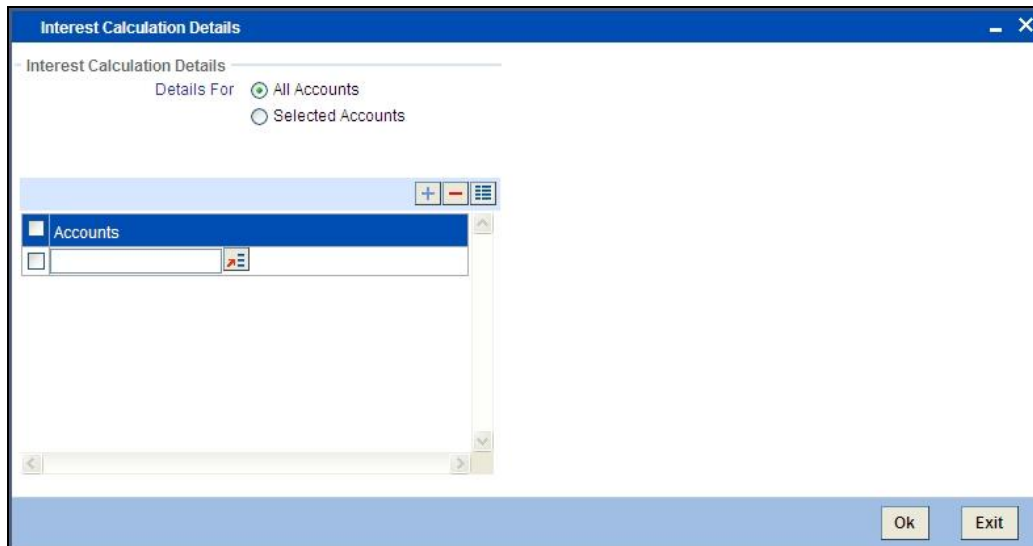 Interest Calculation Details
Interest Calculation Details
Details For All Accounts
Selected Accounts
Accounts
Ok Exit